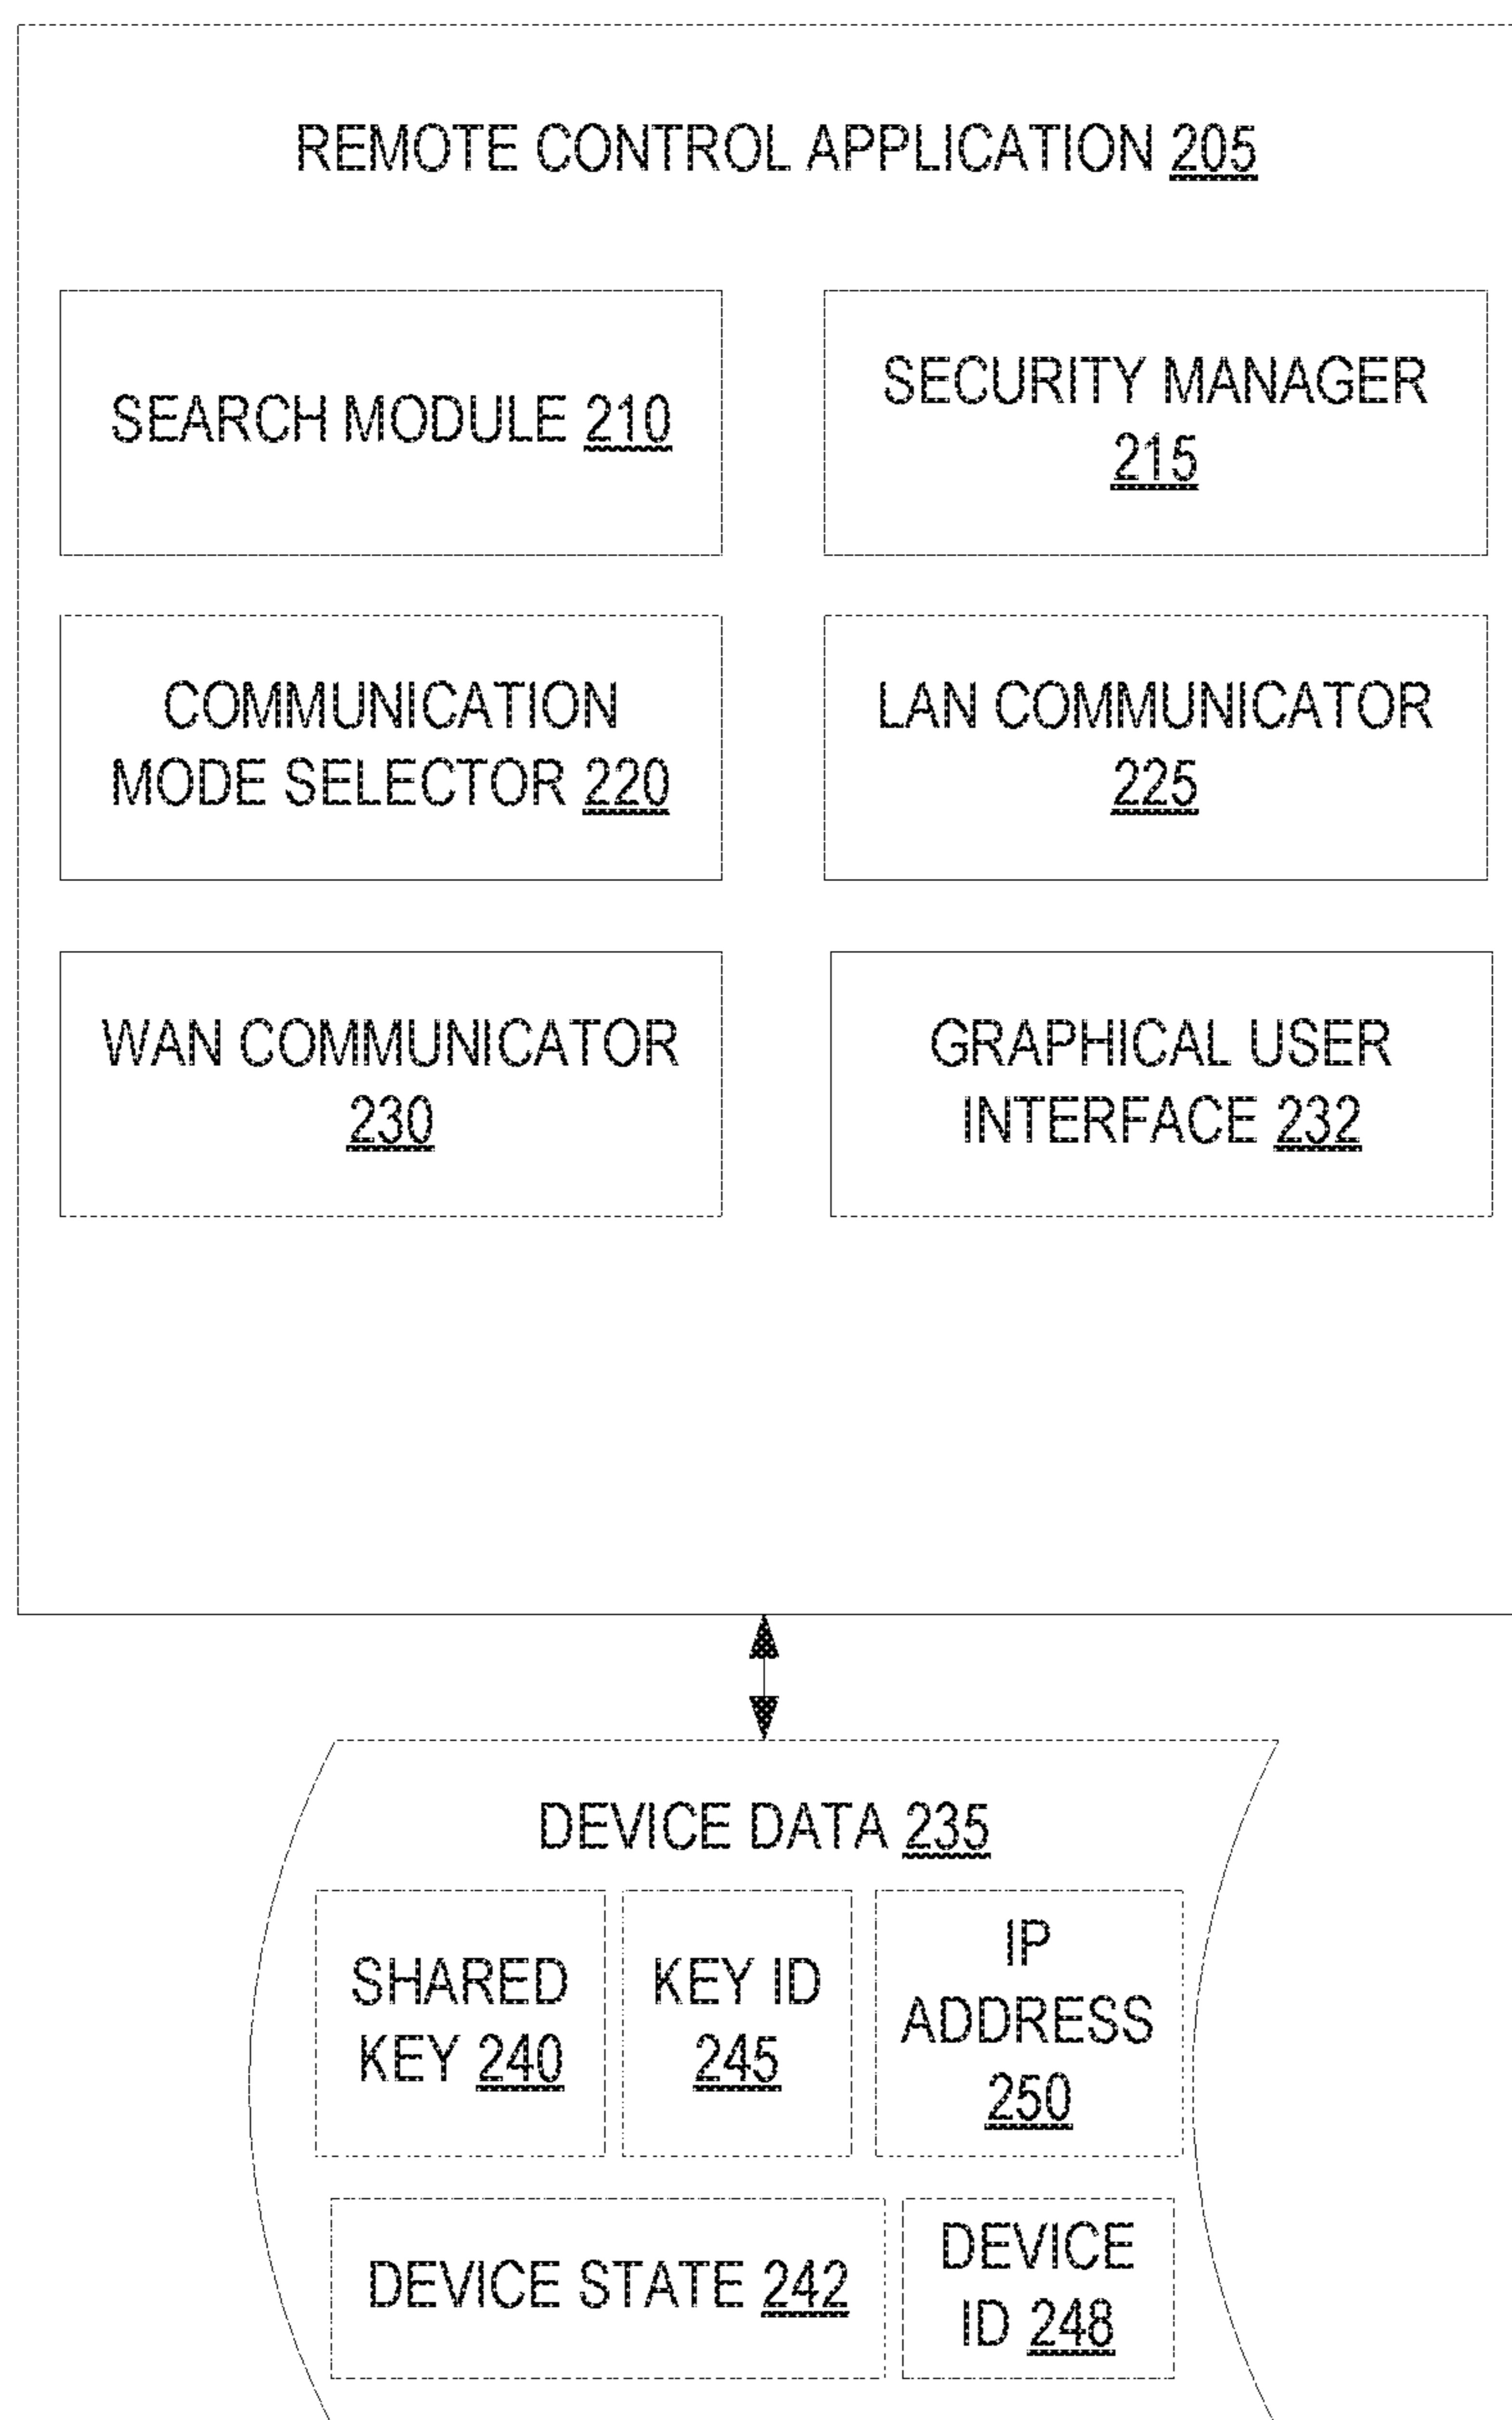 REMOTE CONTROL APPLICATION 205
SEARCH MODULE 210
SECURITY MANAGER
215
COMMUNICATION
MODE SELECTOR 220
LAN COMMUNICATOR
225
WAN COMMUNICATOR
230
GRAPHICAL USER
INTERFACE 232
DEVICE DATA 235
SHARED
KEY 240
KEY ID
245
IP
ADDRESS
250
DEVICE STATE 242
DEVICE
ID 248